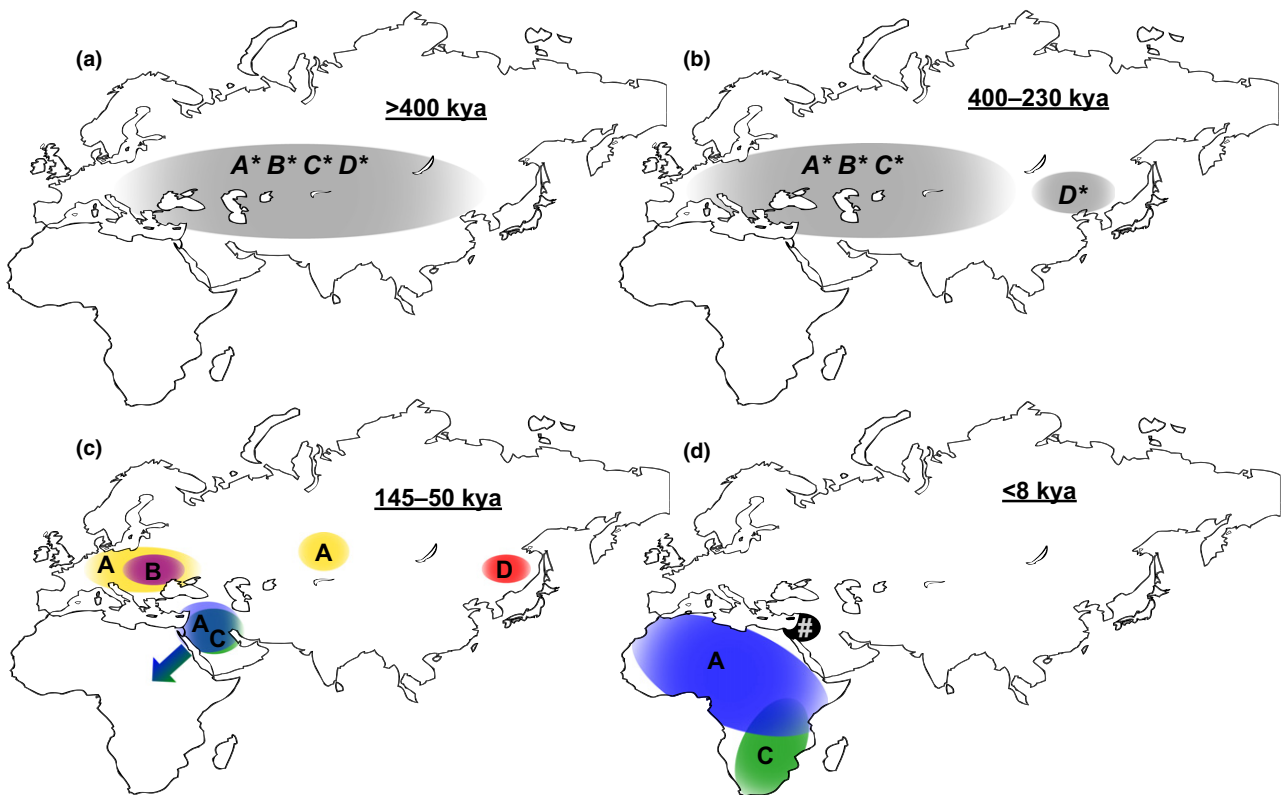 (a)
>400 kya
A* B* C* D*
(b)
400–230 kya
A* B* C*
D*
(c)
145–50 kya
A
B
A
D
A
C
(d)
<8 kya
#
A
C